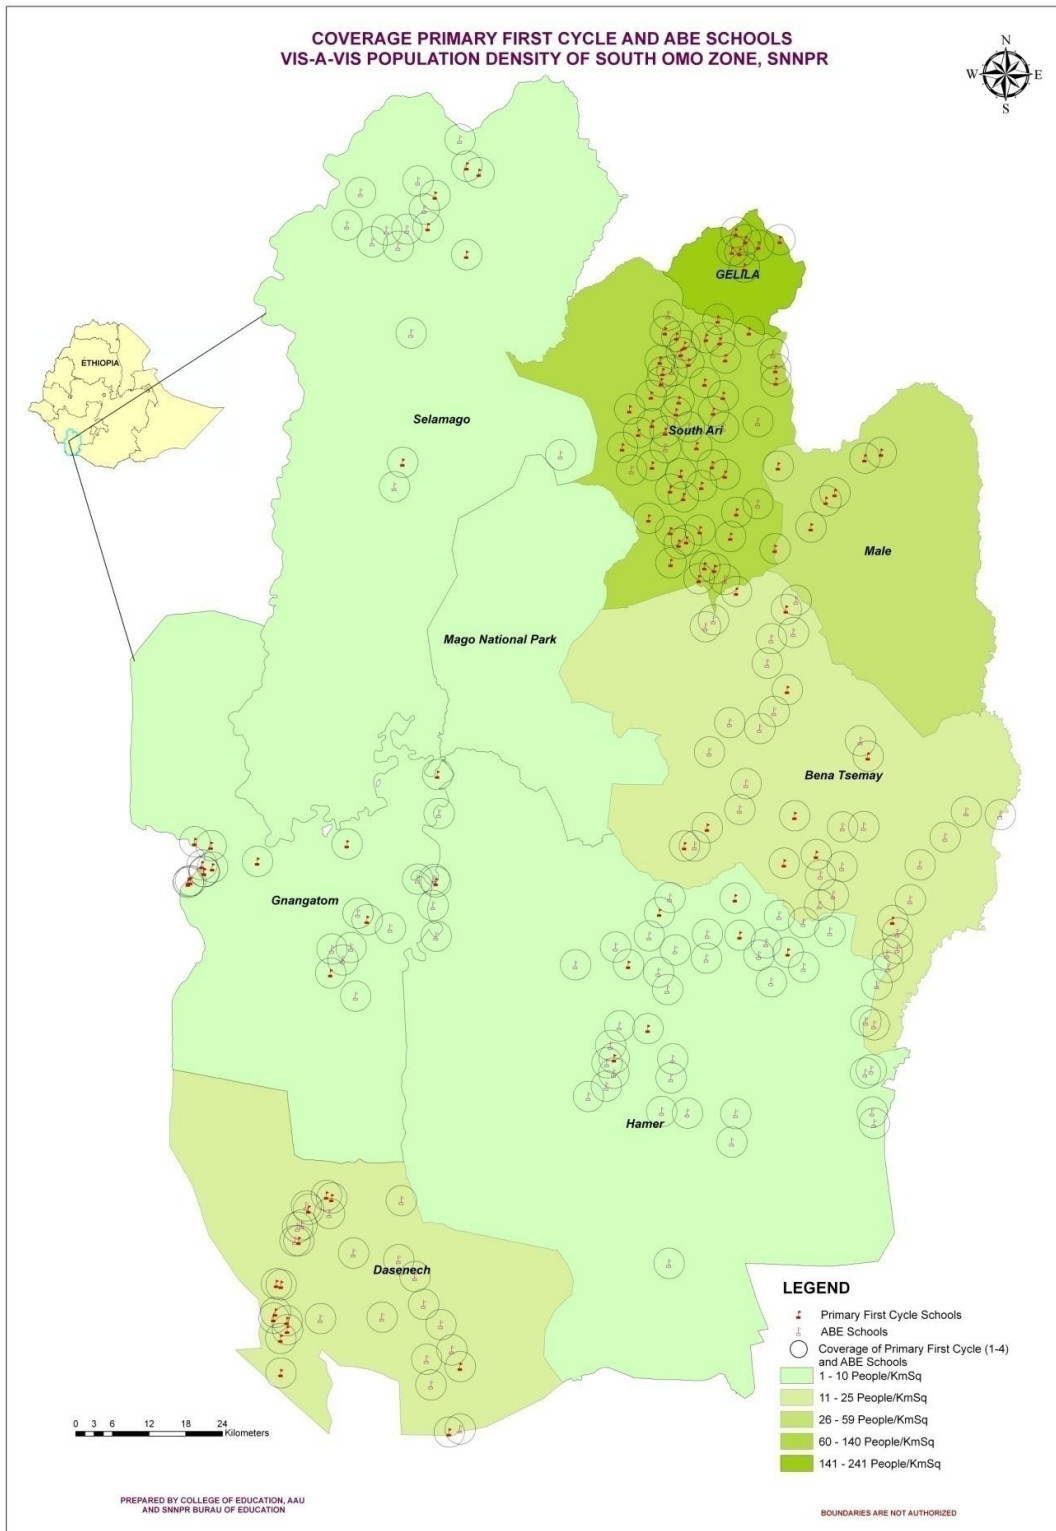 COVERAGE PRIMARY FIRST CYCLE AND ABE SCHOOLS
VIS-A-VIS POPULATION DENSITY OF SOUTH OMO ZONE, SNNPR
N
W
E
S
GELILA
ETHIOPIA
Selamago
South Ari
Male
Mago National Park
Bena Tsemay
Gnangatom
Hamer
Dasenech
LEGEND
Primary First Cycle Schools
ABE Schools
Coverage of Primary First Cycle (1-4)
and ABE Schools
1 - 10 People/KmSq
11 - 25 People/KmSq
26 - 59 People/KmSq
60 - 140 People/KmSq
141 - 241 People/KmSq
0 3 6 12 18 24
Kilometers
PREPARED BY COLLEGE OF EDUCATION, AAU
AND SNNPR BURAU OF EDUCATION
BOUNDARIES ARE NOT AUTHORIZED